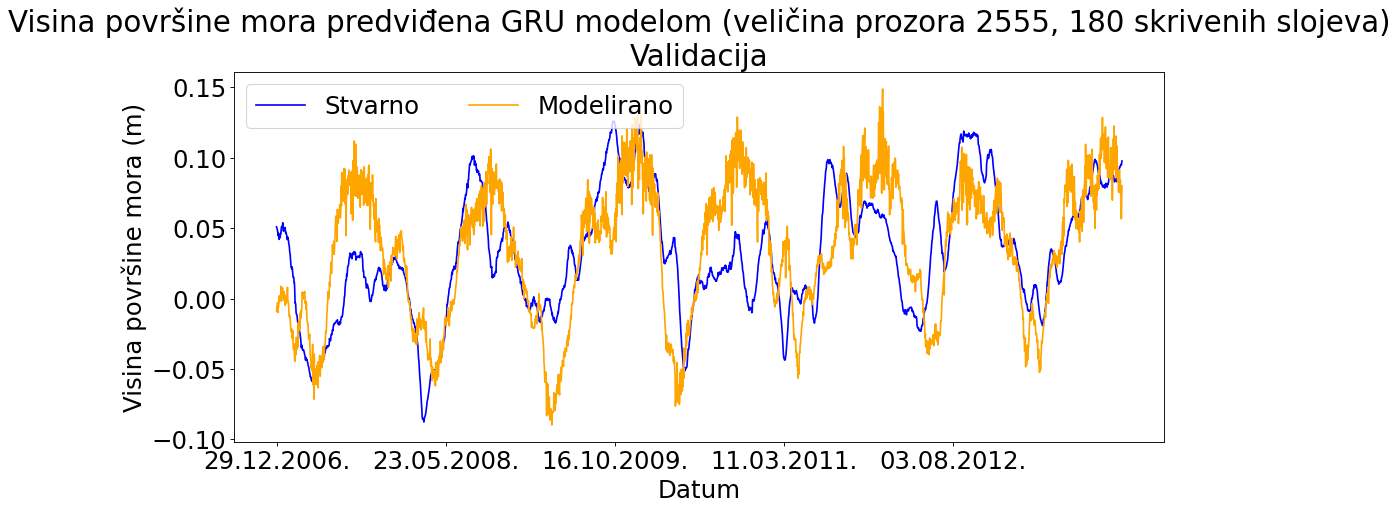 Visina površine mora predviđena GRU modelom (veličina prozora 2555, 180 skrivenih slojeva)
Validacija
Stvarno Modelirano
Visina površine mora (m)
0.15
0.10
0.05
0.00
−0.05
−0.10
29.12.2006. 23.05.2008. 16.10.2009. 11.03.2011. 03.08.2012.
Datum